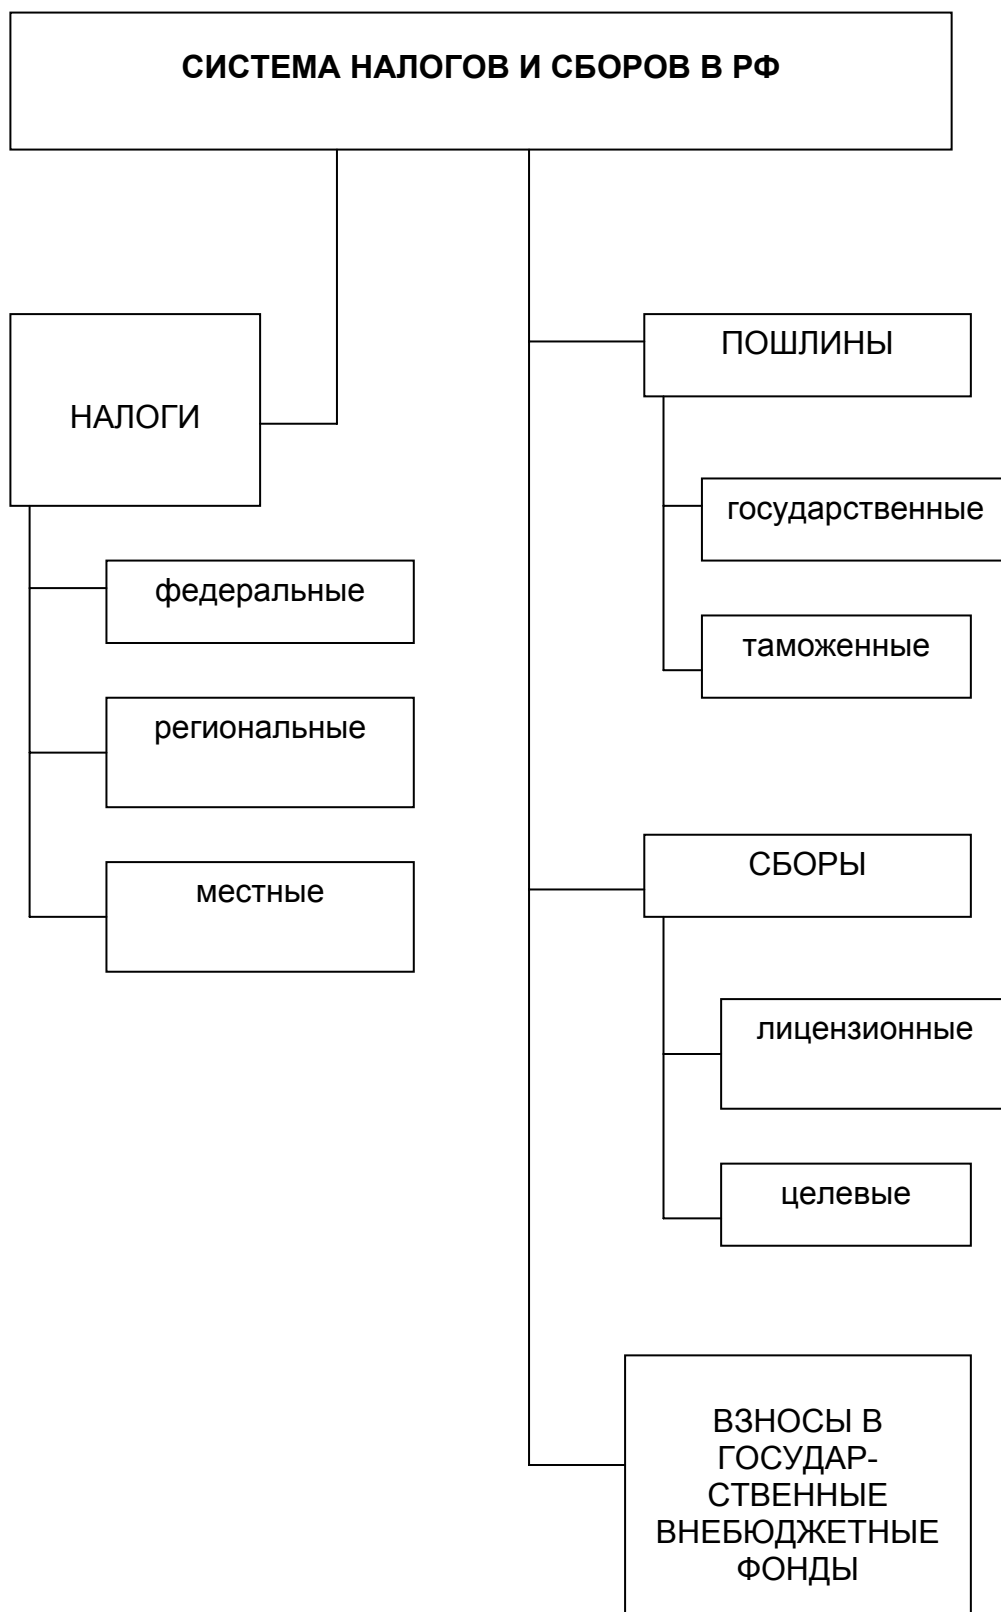 СИСТЕМА НАЛОГОВ И СБОРОВ В РФ
НАЛОГИ
федеральные
региональные
местные
ПОШЛИНЫ
государственные
таможенные
СБОРЫ
лицензионные
целевые
ВЗНОСЫ В
ГОСУДАР-
СТВЕННЫЕ
ВНЕБЮДЖЕТНЫЕ
ФОНДЫ